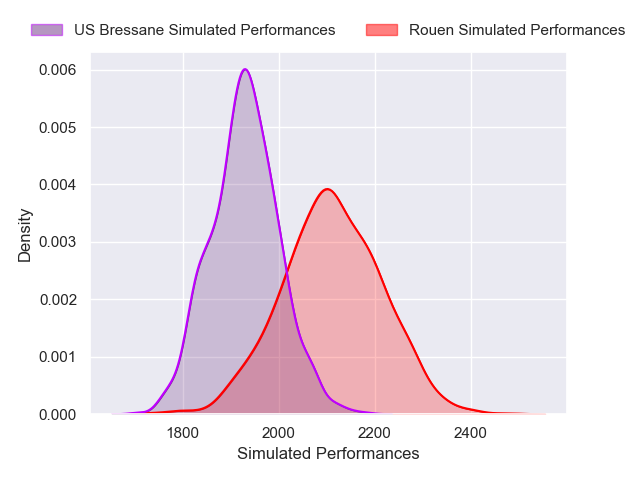 US Bressane Simulated Performances Rouen Simulated Performances
0.006
0.005
0.004
0.003
0.002
0.001
0.000
Density
1800 2000 2200 2400
Simulated Performances